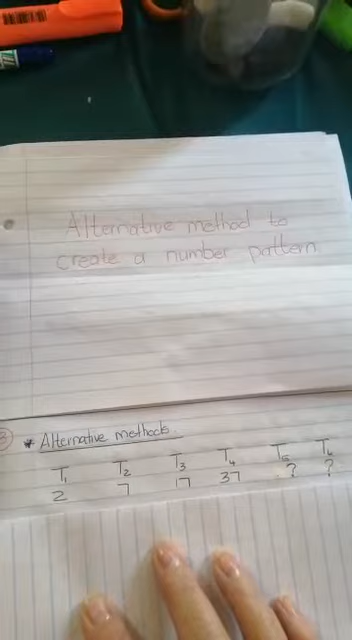 Alternative method to
create a number pattern
3 * Alternative methods.
T1 T2 T3 T4 T5 T6
2 7 17 37 ? ?